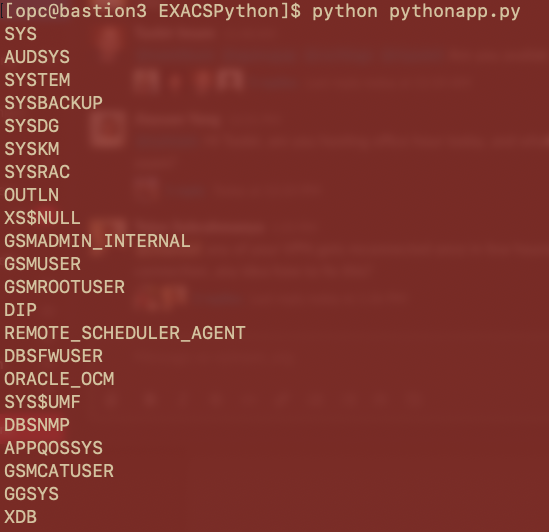 [opc@bastion3 EXACSPython]$ python pythonapp.py
SYS
AUDSYS
SYSTEM
SYSBACKUP
SYSDG
SYSKM
SYSRAC
OUTLN
XS$NULL
GSMADMIN_INTERNAL
GSMUSER
GSMROOTUSER
DIP
REMOTE_SCHEDULER_AGENT
DBSFWUSER
ORACLE_OCM
SYS$UMF
DBSNMP
APPQOSSYS
GSMCATUSER
GGSYS
XDB